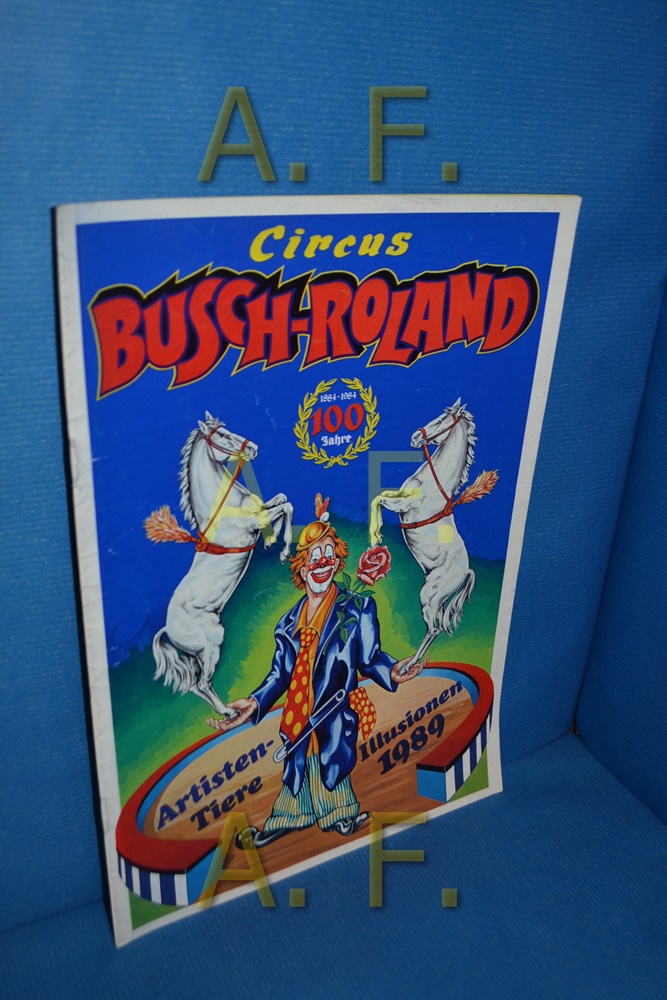 A. F.
Circus
BUSCH-ROLAND
1884-1984
100
Jahre
A. F.
Artisten-
Tiere
Illusionen
1989
A. F.